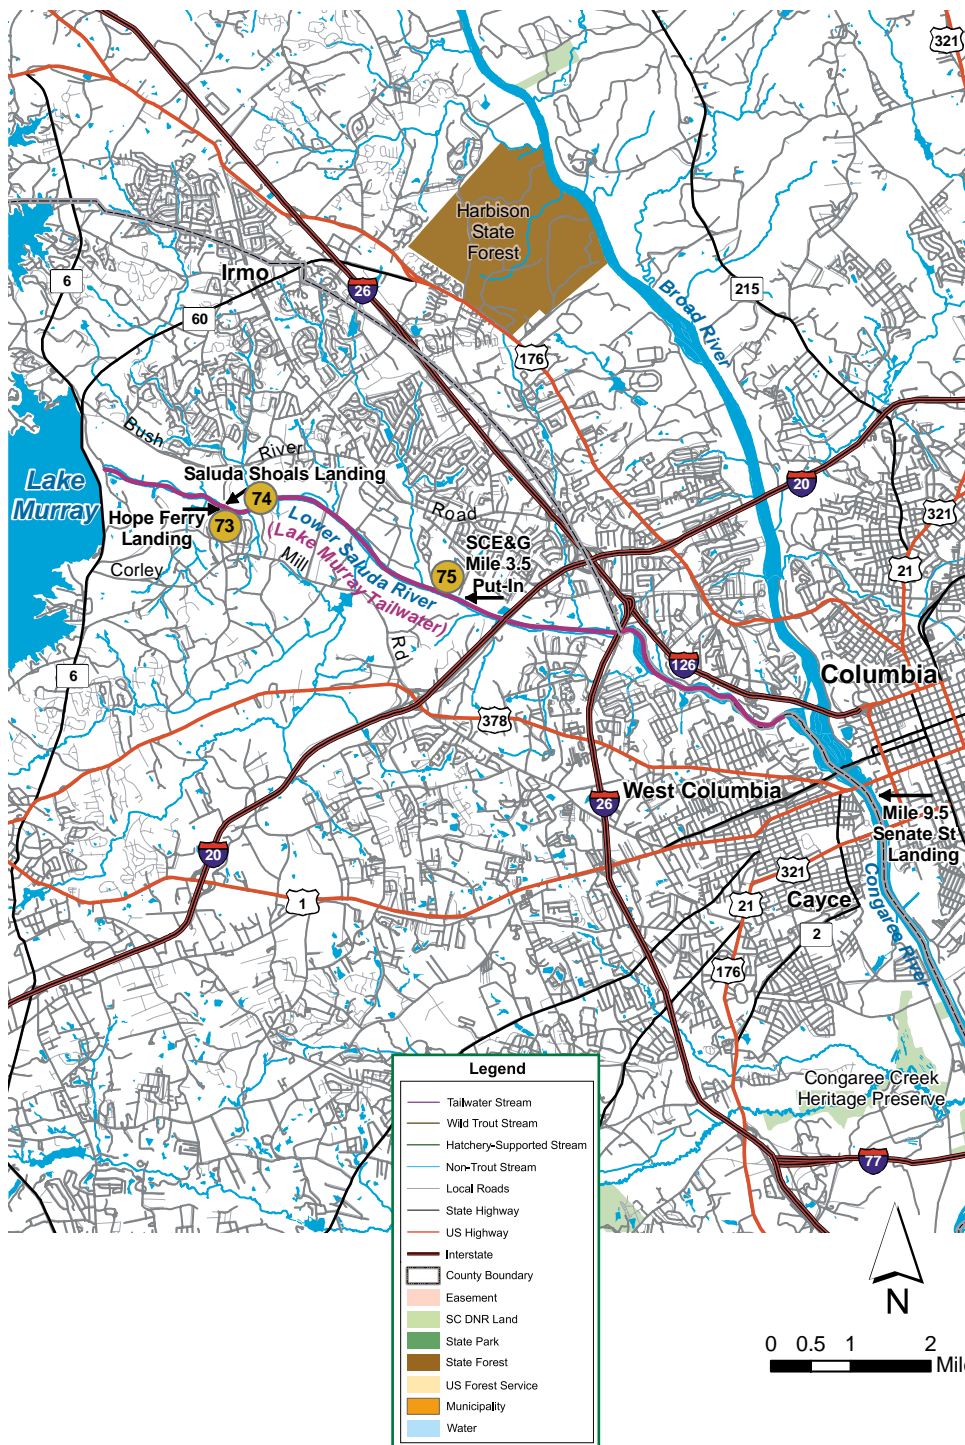 321
Harbison
State
Forest
Irmo
6
26
60
Broad River
215
176
Bush
River
Road
Saluda Shoals Landing
74
20
Lake
Murray
73
Hope Ferry
Landing
Lower Saluda River
(Lake Murray Tailwater)
321
SCE&G
Mile 3.5
Put-In
75
Corley
Mill
Rd
21
6
126
Columbia
378
West Columbia
26
Mile 9.5
Senate St
Landing
20
1
321
21
Cayce
2
Congaree River
176
Congaree Creek
Heritage Preserve
77
Legend
Tailwater Stream
Wild Trout Stream
Hatchery-Supported Stream
Non-Trout Stream
Local Roads
State Highway
US Highway
Interstate
County Boundary
Easement
SC DNR Land
State Park
State Forest
US Forest Service
Municipality
Water
N
0 0.5 1 2
Mil